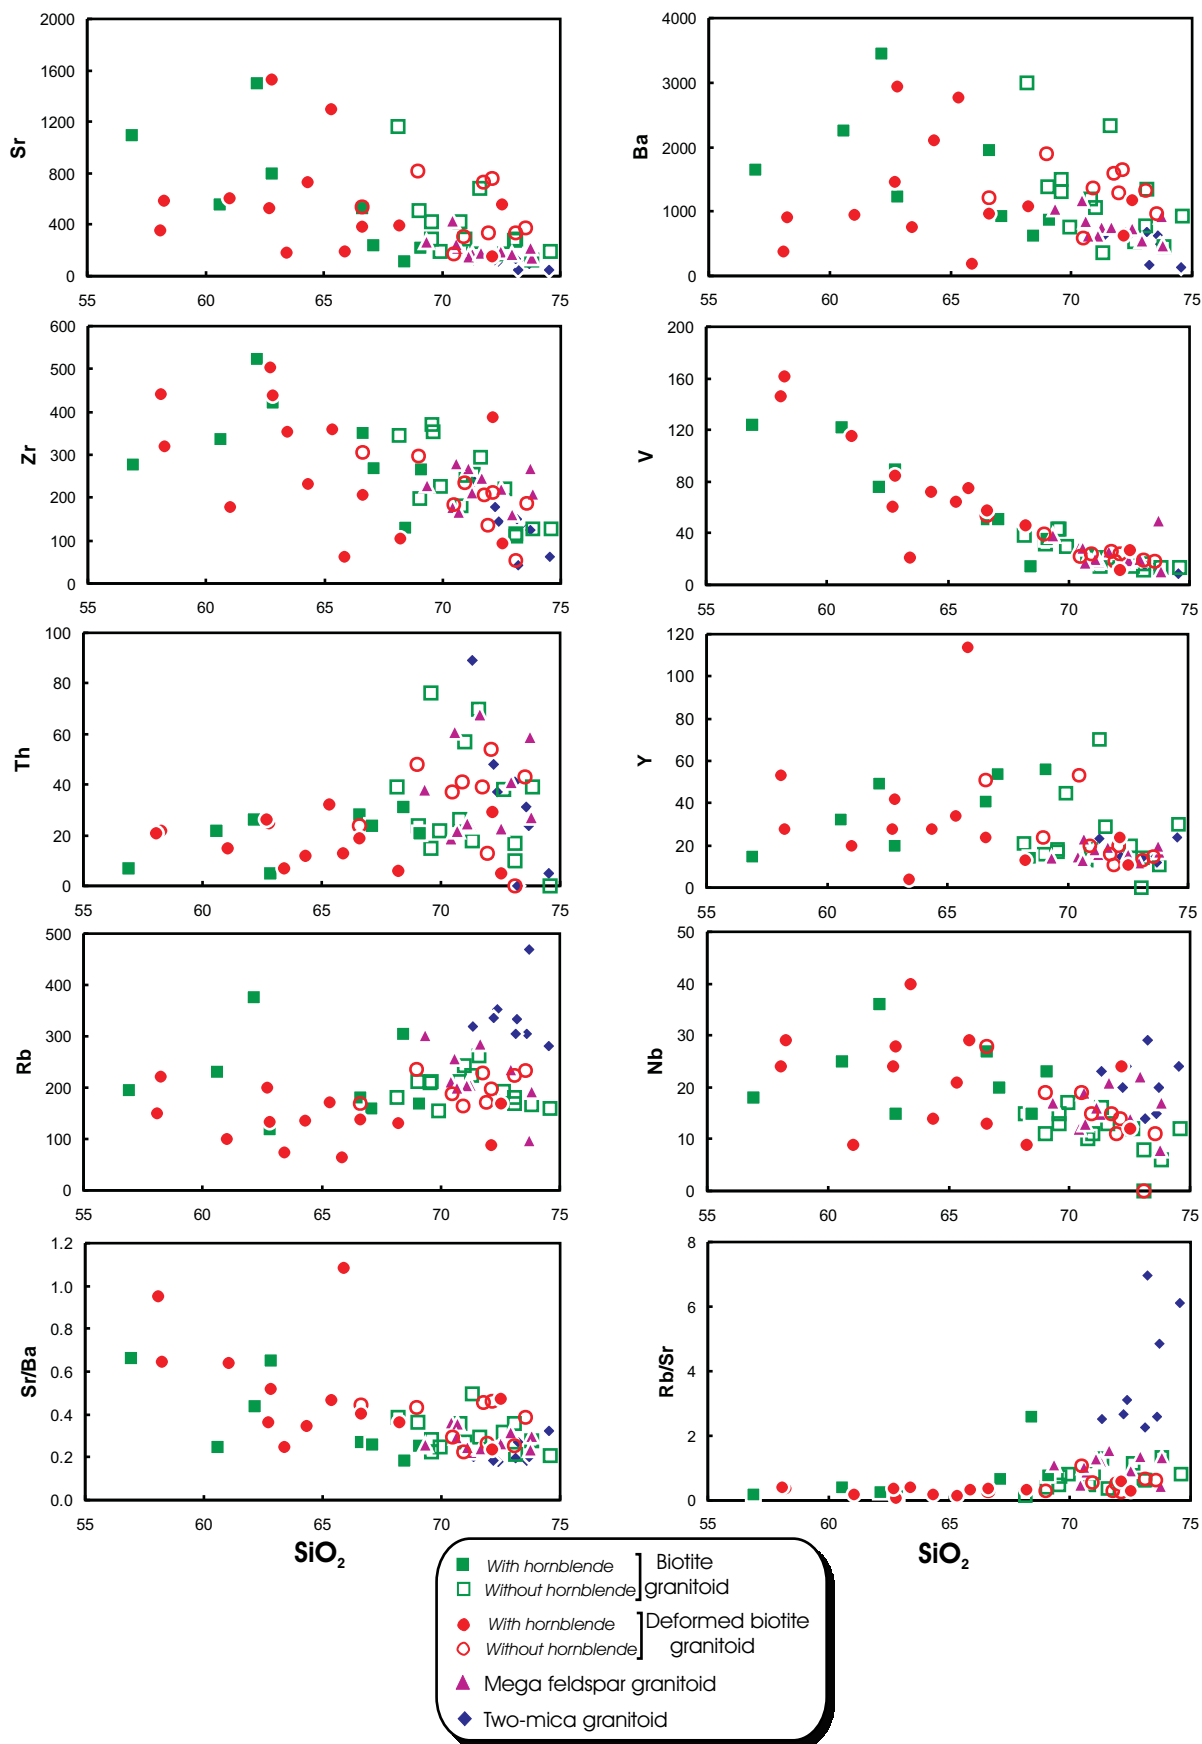 2000
1600
1200
800
400
0
Sr
55 60 65 70 75
4000
3000
2000
1000
0
Ba
55 60 65 70 75
600
500
400
300
200
100
0
Zr
55 60 65 70 75
200
160
120
80
40
0
V
55 60 65 70 75
100
80
60
40
20
0
Th
55 60 65 70 75
120
100
80
60
40
20
0
Y
55 60 65 70 75
500
400
300
200
100
0
Rb
55 60 65 70 75
50
40
30
20
10
0
Nb
55 60 65 70 75
1.2
1.0
0.8
0.6
0.4
0.2
0.0
Sr/Ba
55 60 65 70 75
SiO₂
8
6
4
2
0
Rb/Sr
55 60 65 70 75
SiO₂
With hornblende
Without hornblende
Biotite
granitoid
With hornblende
Without hornblende
Deformed biotite
granitoid
Mega feldspar granitoid
Two-mica granitoid